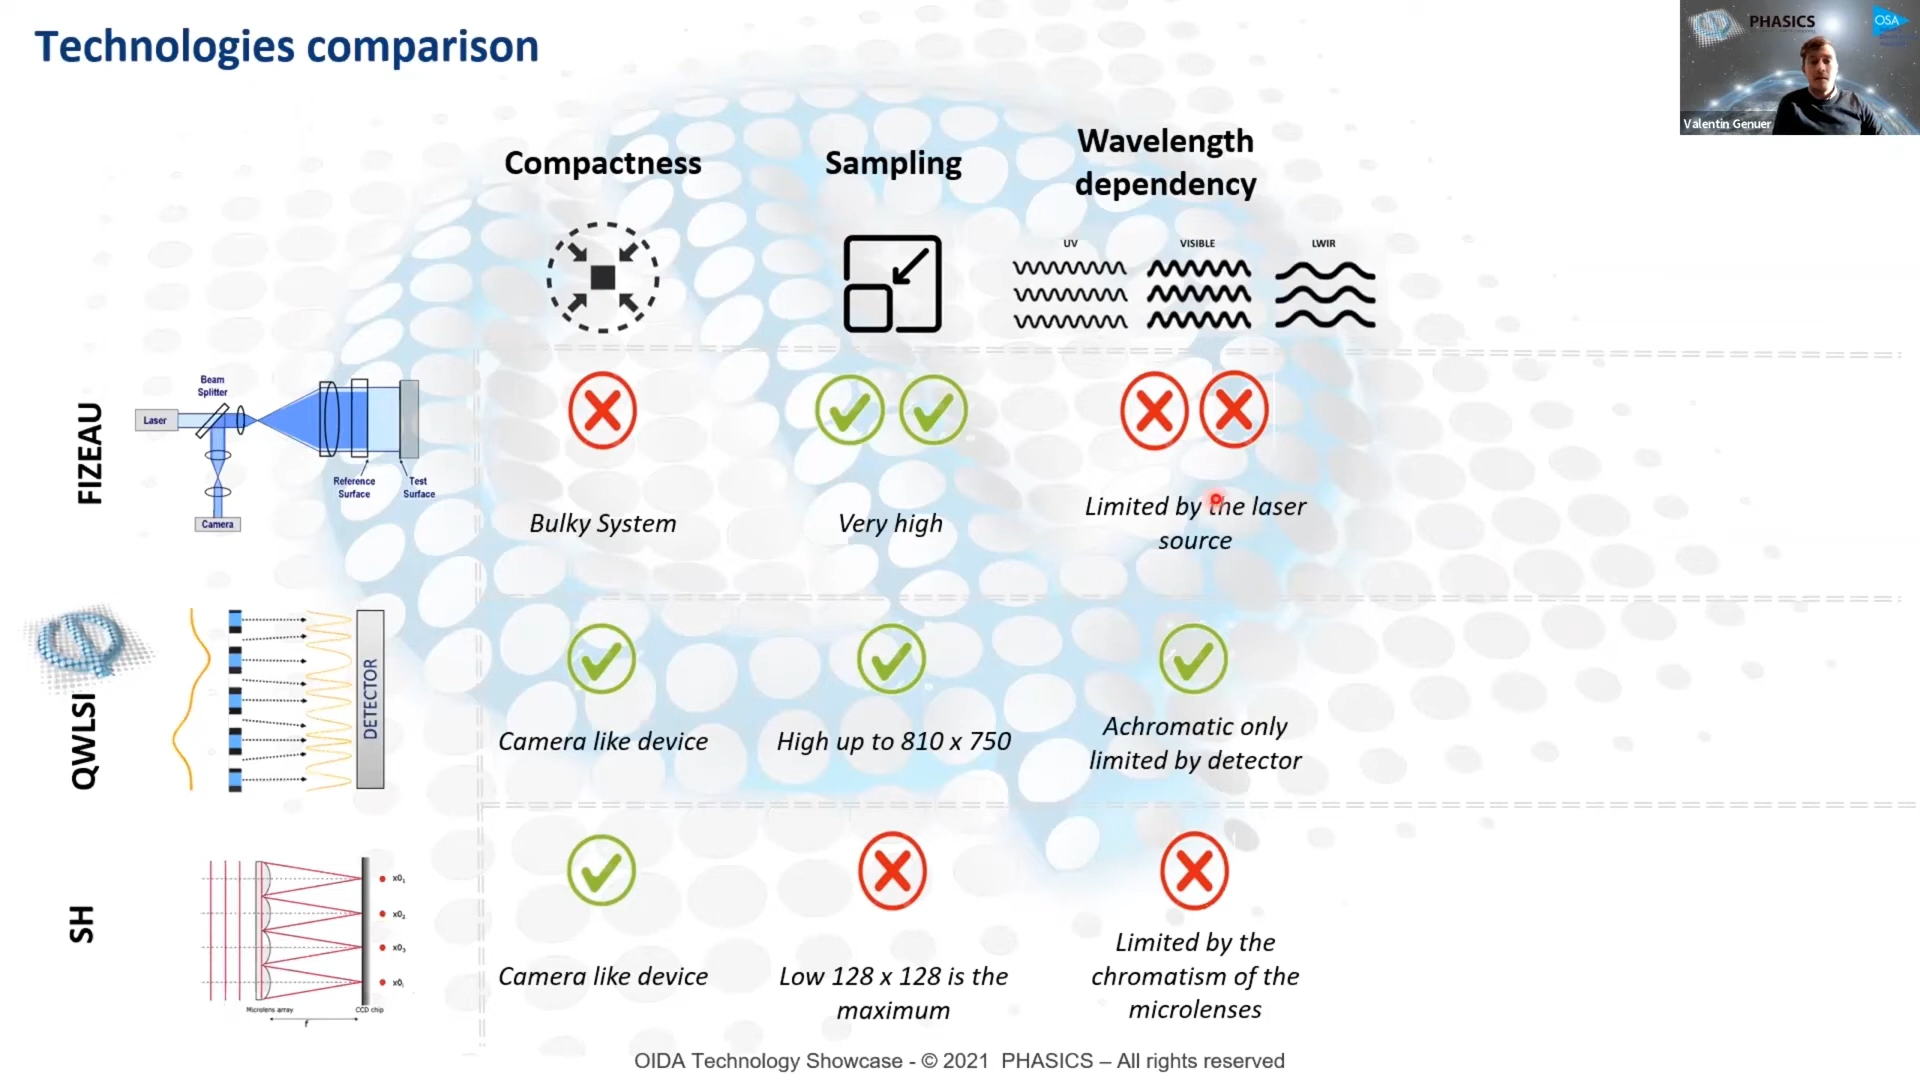 Technologies comparison
PHASICS
OSA
Valentin Genuer
Compactness
Sampling
Wavelength
dependency
UV
VISIBLE
LWIR
FIZEAU
Beam
Splitter
Laser
Reference
Surface
Test
Surface
Camera
Bulky System
Very high
Limited by the laser
source
QWLSI
DETECTOR
Camera like device
High up to 810 x 750
Achromatic only
limited by detector
SH
x0₁
x0₂
x0₃
x0ᵢ
Microlens array
CCD chip
f
Camera like device
Low 128 x 128 is the
maximum
Limited by the
chromatism of the
microlenses
OIDA Technology Showcase - © 2021 PHASICS – All rights reserved